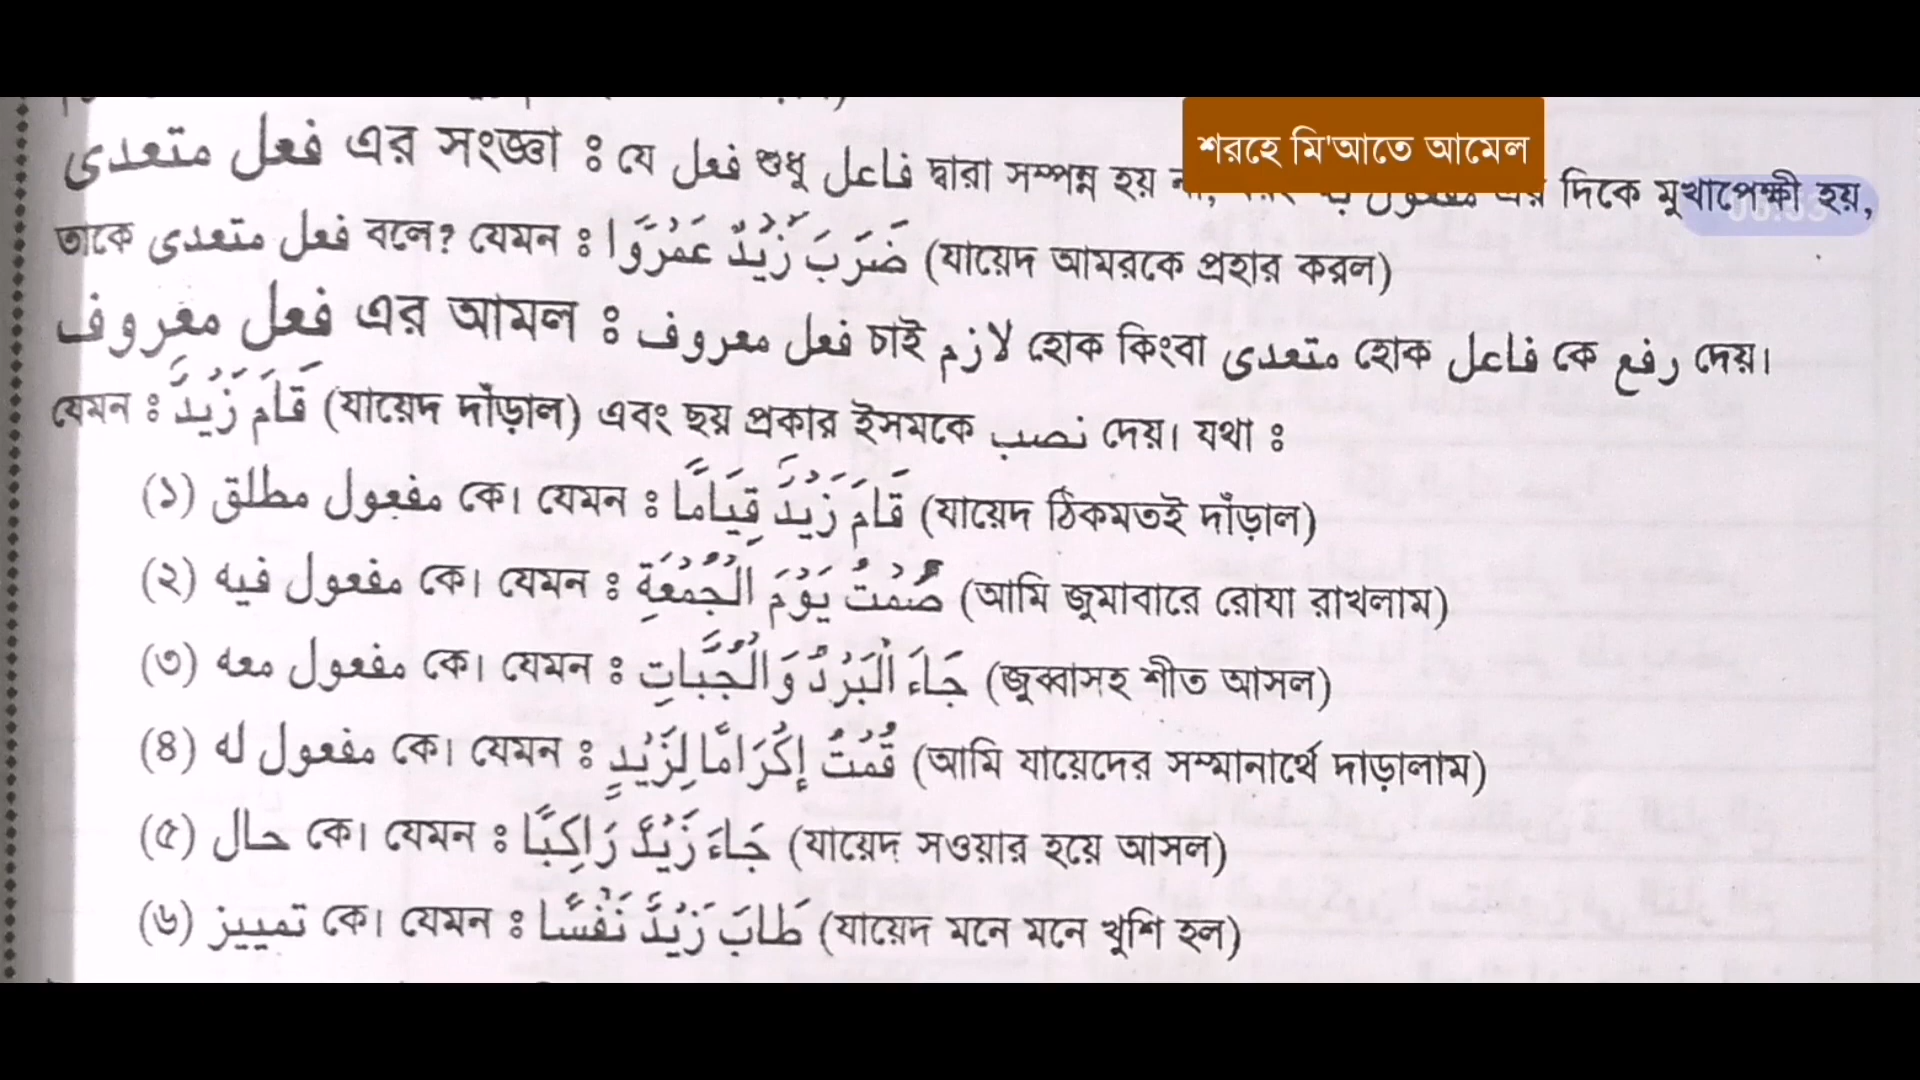 শরহে মি'আতে আমেল
فعل متعدى এর সংজ্ঞা ঃ যে فعل শুধু فاعل দ্বারা সম্পন্ন হয় এর দিকে মুখাপেক্ষী হয়,
তাকে فعل متعدى বলে? যেমন ঃ ضَرَبَ زَيْدٌ عَمْرًوا (যায়েদ আমরকে প্রহার করল)
فعل معروف এর আমল ঃ فعل معروف চাই لازم হোক কিংবা متعدى হোক فاعل কে رفع দেয়।
যেমন ঃ قَامَ زَيْدٌ (যায়েদ দাঁড়াল) এবং ছয় প্রকার ইসমকে نصب দেয়। যথা ঃ
(১) مفعول مطلق কে। যেমন ঃ قَامَ زَيْدٌ قِيَامًا (যায়েদ ঠিকমতই দাঁড়াল)
(২) مفعول فيه কে। যেমন ঃ صُمْتُ يَوْمَ الْجُمْعَةِ (আমি জুমাবারে রোযা রাখলাম)
(৩) مفعول معه কে। যেমন ঃ جَاءَ الْبَرْدُ وَالْجُبَّاتِ (জুব্বাসহ শীত আসল)
(৪) مفعول له কে। যেমন ঃ قُمْتُ إِكْرَامًا لِزَيْدٍ (আমি যায়েদের সম্মানার্থে দাড়ালাম)
(৫) حال কে। যেমন ঃ جَاءَ زَيْدٌ رَاكِبًا (যায়েদ সওয়ার হয়ে আসল)
(৬) تمييز কে। যেমন ঃ طَابَ زَيْدٌ نَفْسًا (যায়েদ মনে মনে খুশি হল)